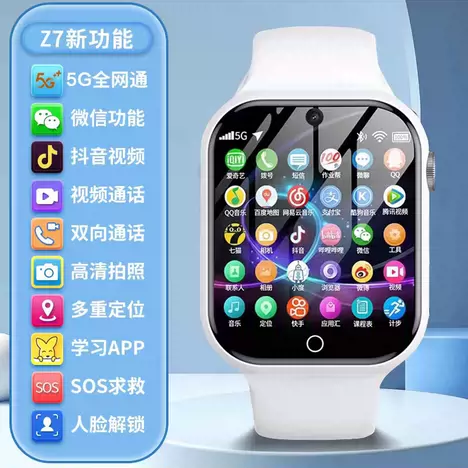 Z7新功能
5G+
5G全网通
微信功能
抖音视频
视频通话
双向通话
高清拍照
多重定位
学习APP
SOS
SOS求救
人脸解锁
5G
爱奇艺 拨号 短信 作业帮 微聊 腾讯QQ
QQ音乐 百度地图 网易云音乐 支付宝 酷狗音乐 腾讯视频
七猫 相机 抖音 哔哩哔哩 微信 工具
联系人 相册 小度 浏览器 微博 视频
音乐 定位 快手 应用汇 课程表 计步